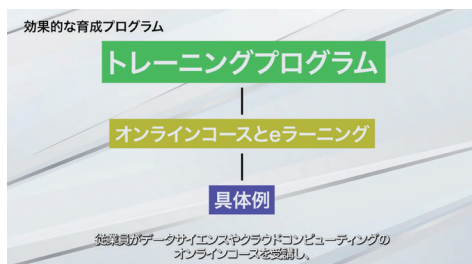 効果的な育成プログラム
トレーニングプログラム
オンラインコースとeラーニング
具体例
従業員がデータサイエンスやクラウドコンピューティングの
オンラインコースを受講し、